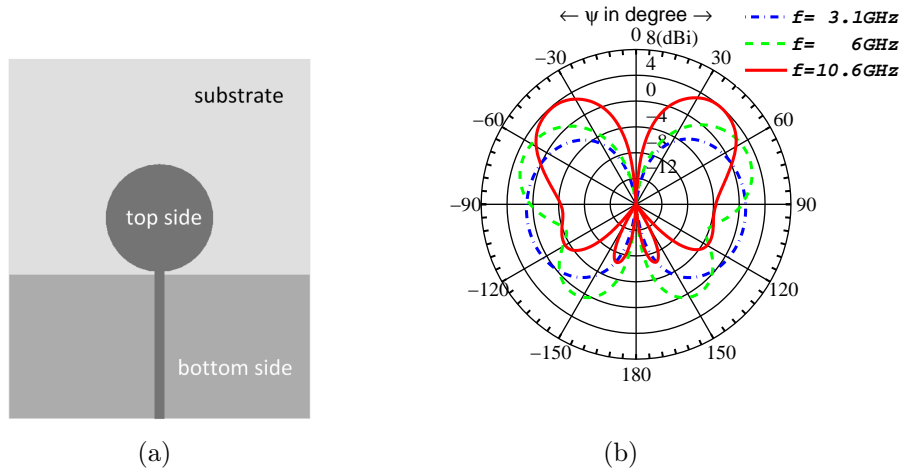 substrate
top side
bottom side
(a)
← ψ in degree →
0
8(dBi)
4
0
−4
−8
−12
−30
30
−60
60
−90
90
−120
120
−150
150
180
f= 3.1GHz
f= 6GHz
f=10.6GHz
(b)